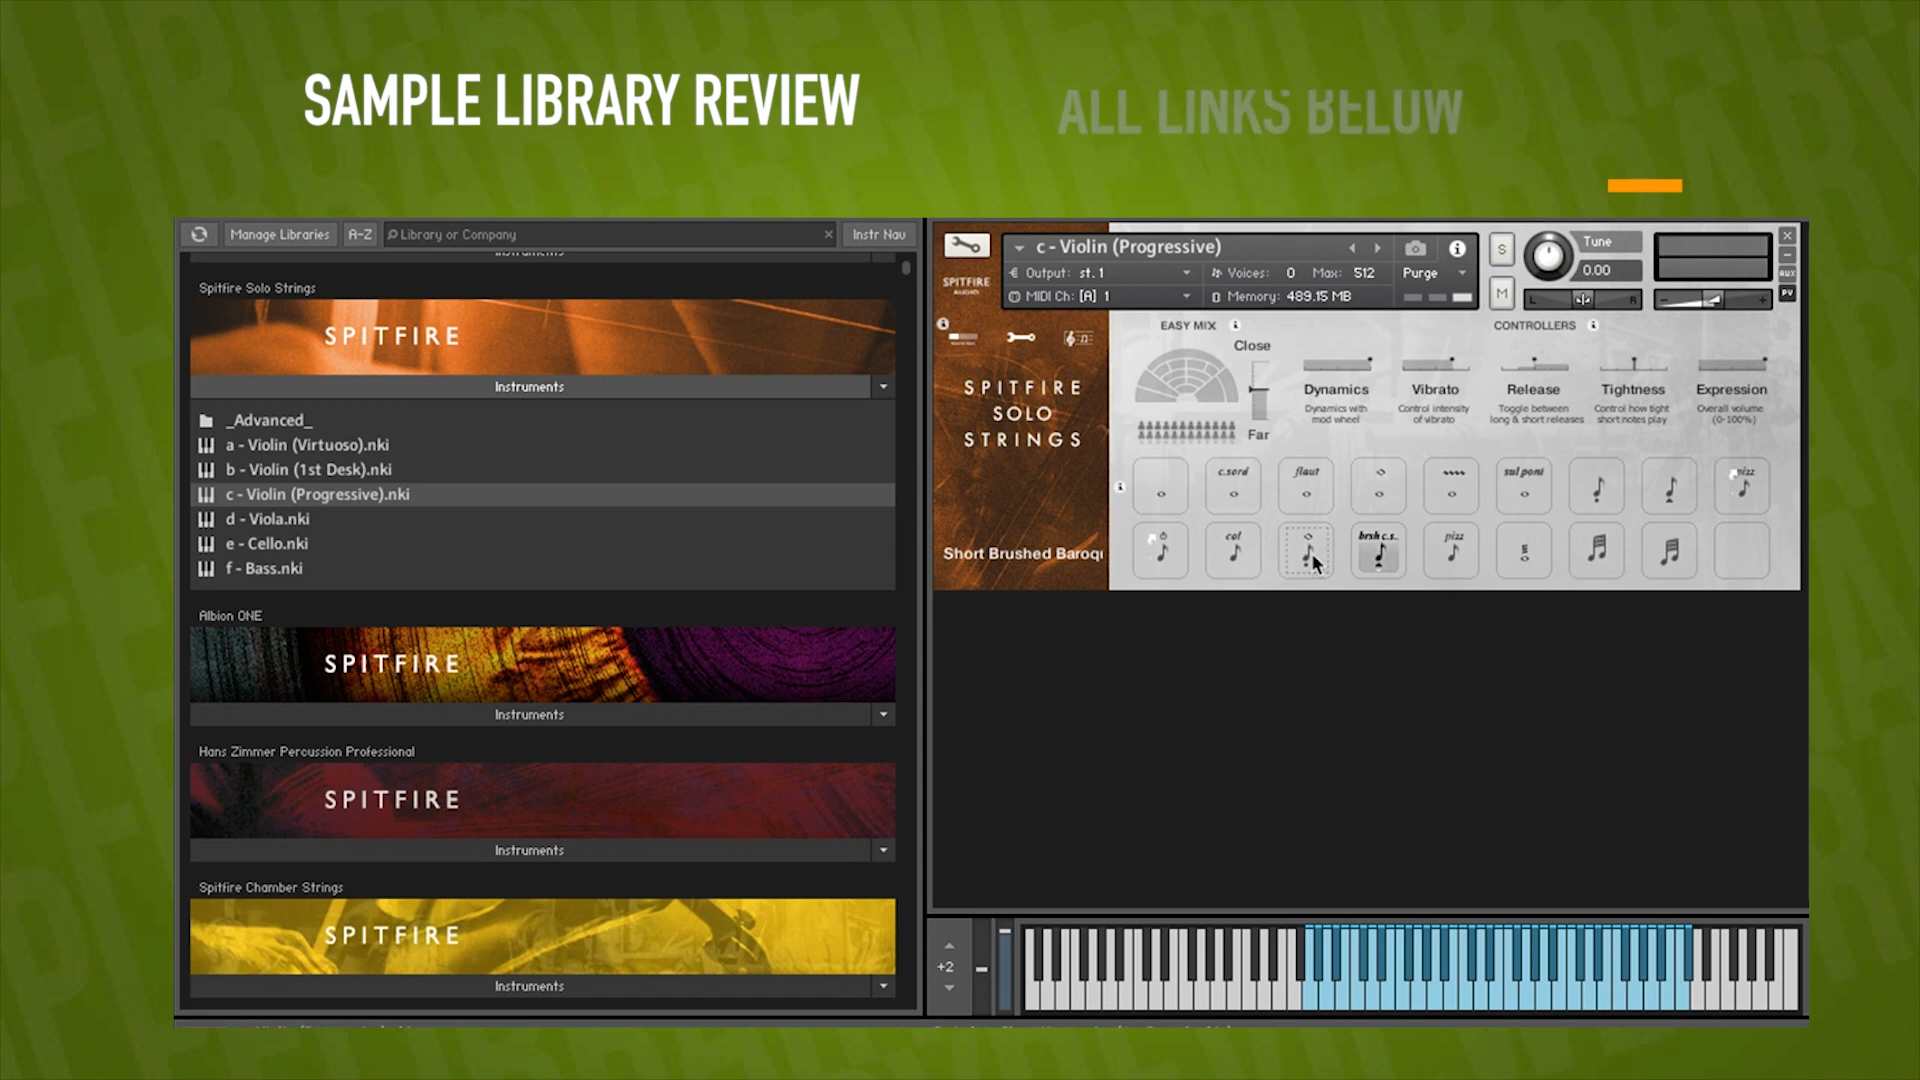 SAMPLE LIBRARY REVIEW
ALL LINKS BELOW
Manage Libraries
A-Z
Library or Company
Instr Nav
Spitfire Solo Strings
SPITFIRE
Instruments
_Advanced_
a - Violin (Virtuoso).nki
b - Violin (1st Desk).nki
c - Violin (Progressive).nki
d - Viola.nki
e - Cello.nki
f - Bass.nki
Albion ONE
SPITFIRE
Instruments
Hans Zimmer Percussion Professional
SPITFIRE
Instruments
Spitfire Chamber Strings
SPITFIRE
Instruments
SPITFIRE
AUDIO
c - Violin (Progressive)
Output: st.1
Voices: 0 Max: 512
Purge
MIDI Ch: [A] 1
Memory: 489.15 MB
S
M
Tune
0.00
L R
AUX
PV
SPITFIRE
SOLO
STRINGS
Short Brushed Baroqu
EASY MIX
Close
Far
CONTROLLERS
Dynamics
Dynamics with
mod wheel
Vibrato
Control intensity
of vibrato
Release
Toggle between
long & short releases
Tightness
Control how tight
short notes play
Expression
Overall volume
(0-100%)
c.sord
flaut
sul pont
pizz
col
brsh c.s.
pizz
+2